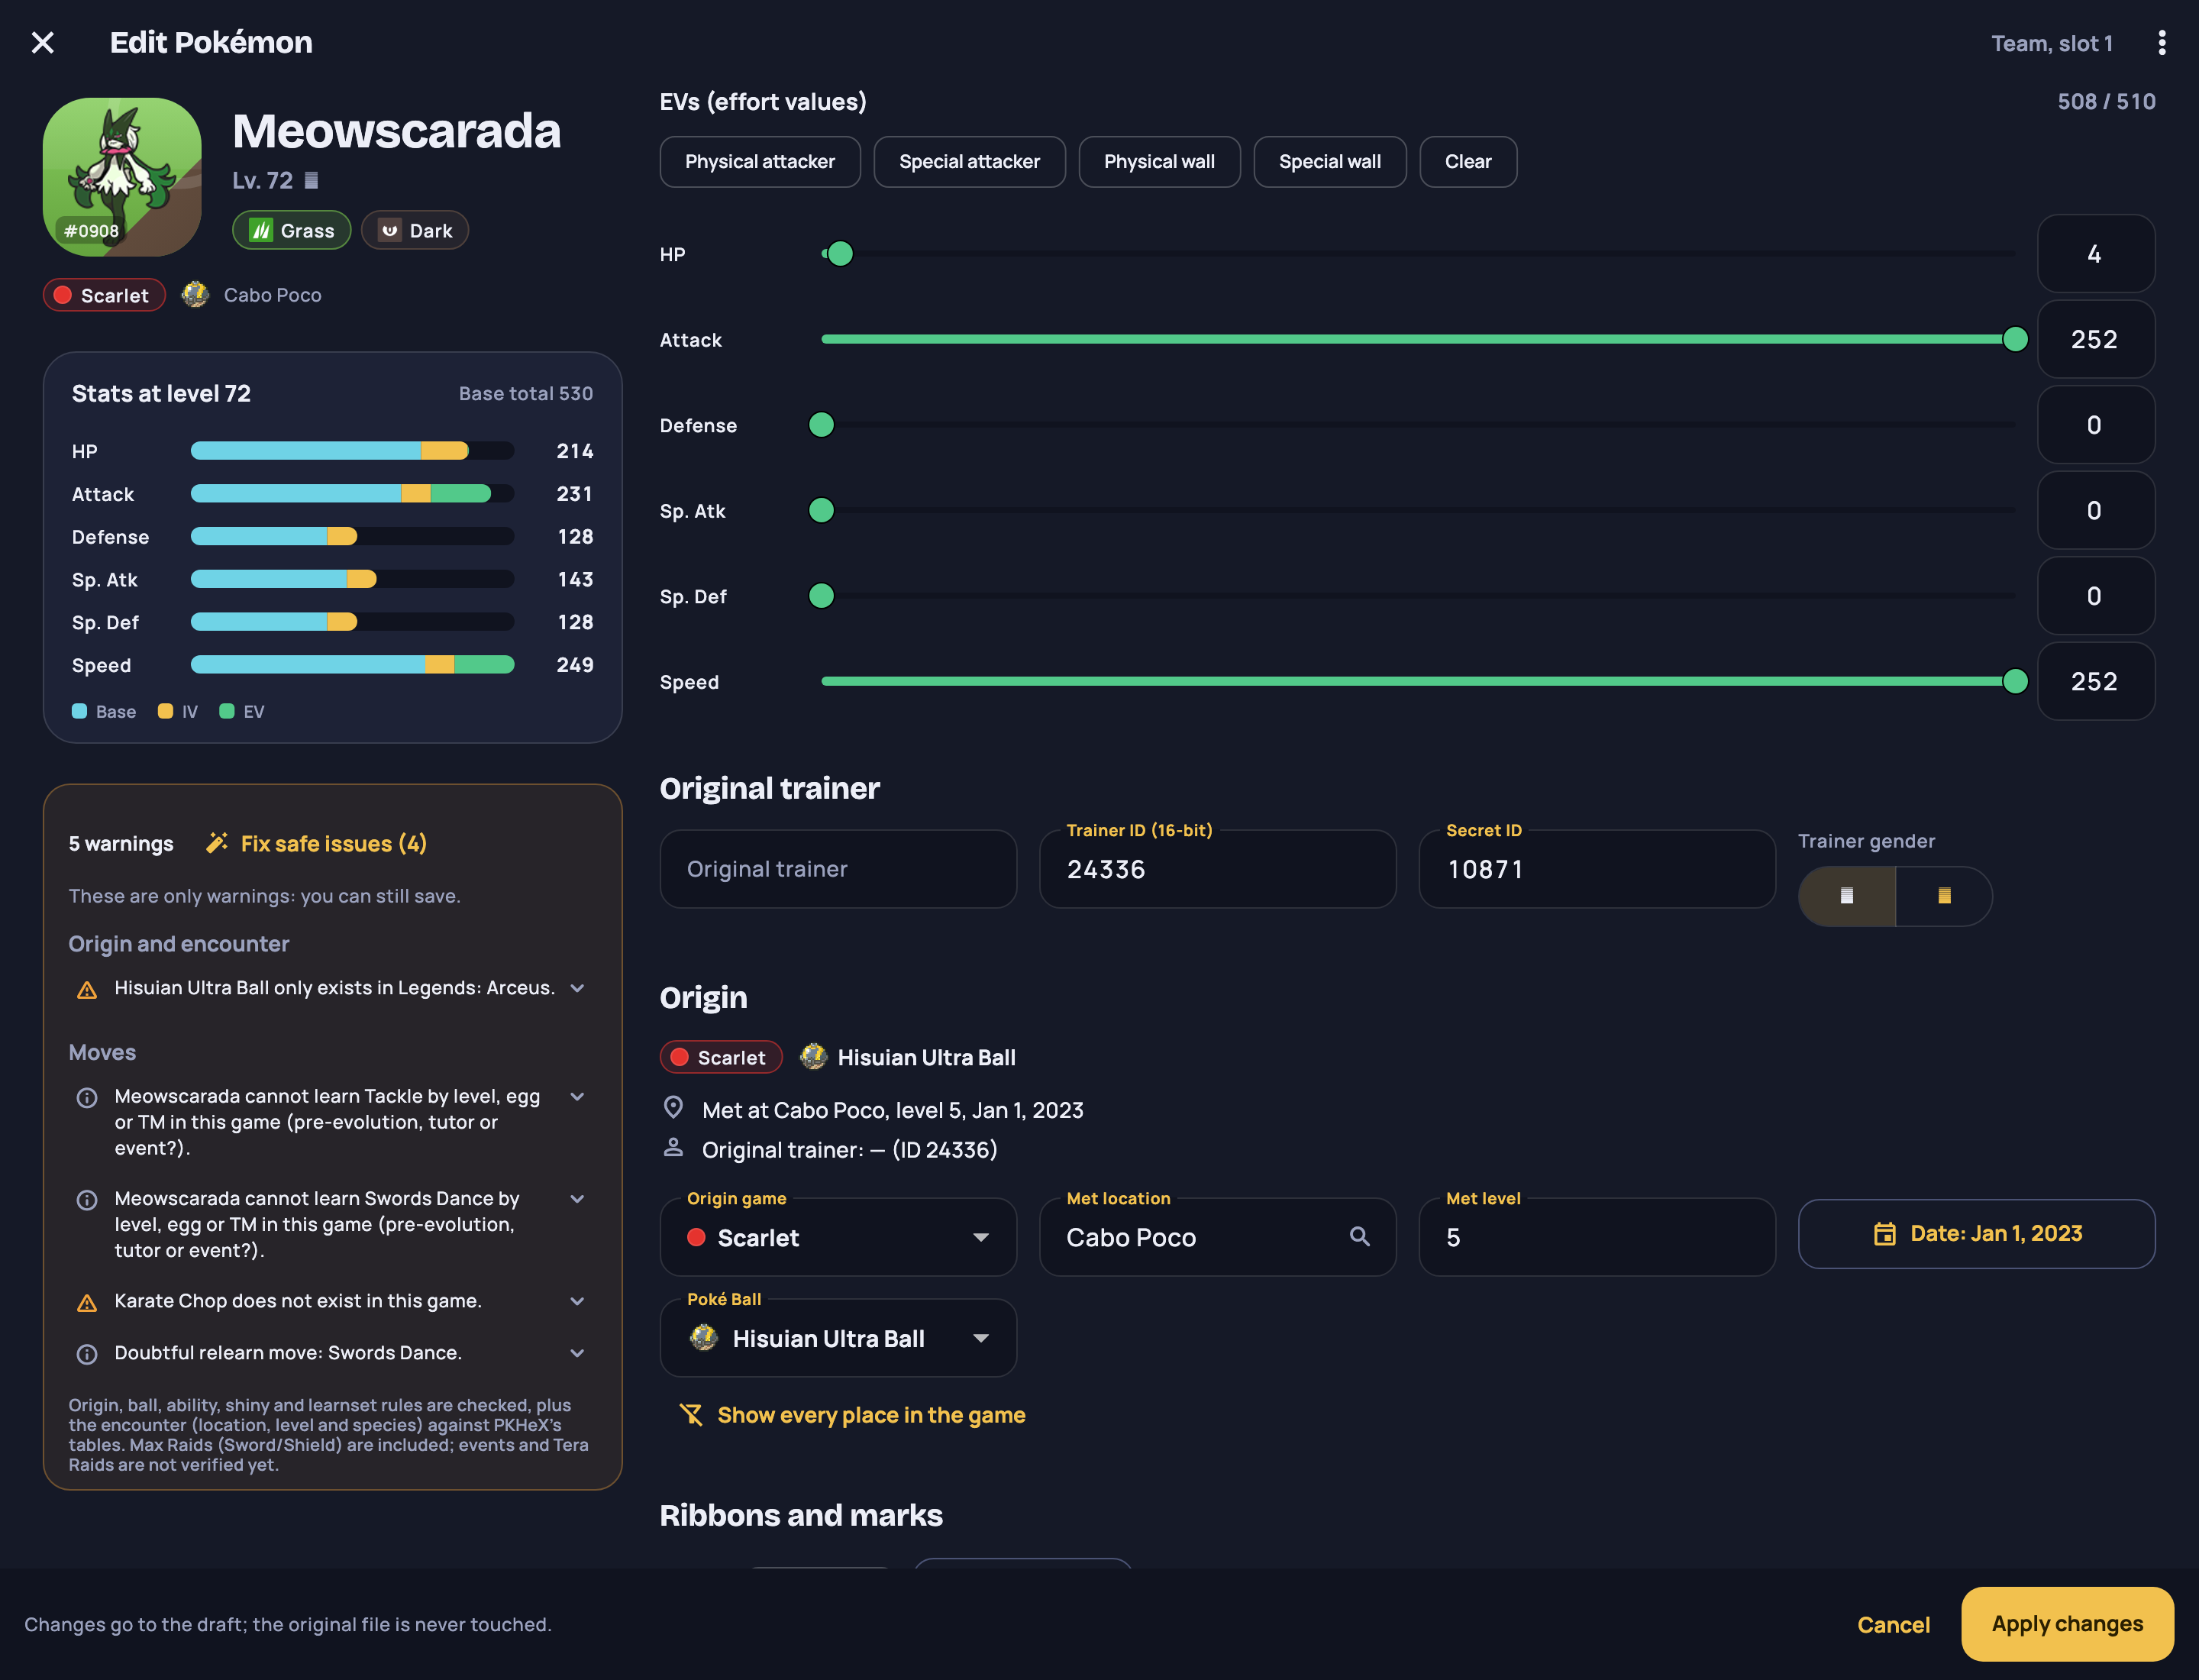 Edit Pokémon
Team, slot 1
#0908
Meowscarada
Lv. 72
Grass
Dark
Scarlet
Cabo Poco
Stats at level 72
Base total 530
HP 214
Attack 231
Defense 128
Sp. Atk 143
Sp. Def 128
Speed 249
Base IV EV
5 warnings
Fix safe issues (4)
These are only warnings: you can still save.
Origin and encounter
Hisuian Ultra Ball only exists in Legends: Arceus.
Moves
Meowscarada cannot learn Tackle by level, egg
or TM in this game (pre-evolution, tutor or
event?).
Meowscarada cannot learn Swords Dance by
level, egg or TM in this game (pre-evolution,
tutor or event?).
Karate Chop does not exist in this game.
Doubtful relearn move: Swords Dance.
Origin, ball, ability, shiny and learnset rules are checked, plus
the encounter (location, level and species) against PKHeX's
tables. Max Raids (Sword/Shield) are included; events and Tera
Raids are not verified yet.
EVs (effort values)
508 / 510
Physical attacker
Special attacker
Physical wall
Special wall
Clear
HP 4
Attack 252
Defense 0
Sp. Atk 0
Sp. Def 0
Speed 252
Original trainer
Original trainer
Trainer ID (16-bit)
24336
Secret ID
10871
Trainer gender
Origin
Scarlet
Hisuian Ultra Ball
Met at Cabo Poco, level 5, Jan 1, 2023
Original trainer: — (ID 24336)
Origin game
Scarlet
Met location
Cabo Poco
Met level
5
Date: Jan 1, 2023
Poké Ball
Hisuian Ultra Ball
Show every place in the game
Ribbons and marks
Changes go to the draft; the original file is never touched.
Cancel
Apply changes